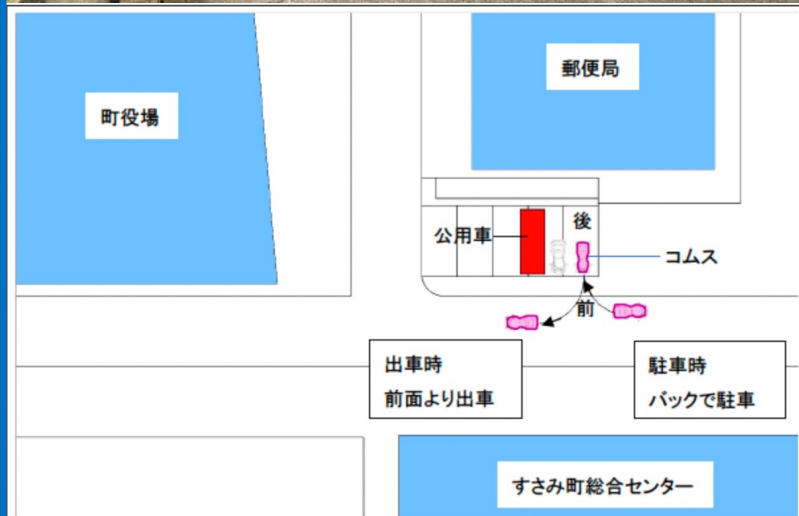 町役場
郵便局
公用車
後
コムス
前
出車時
前面より出車
駐車時
バックで駐車
すさみ町総合センター